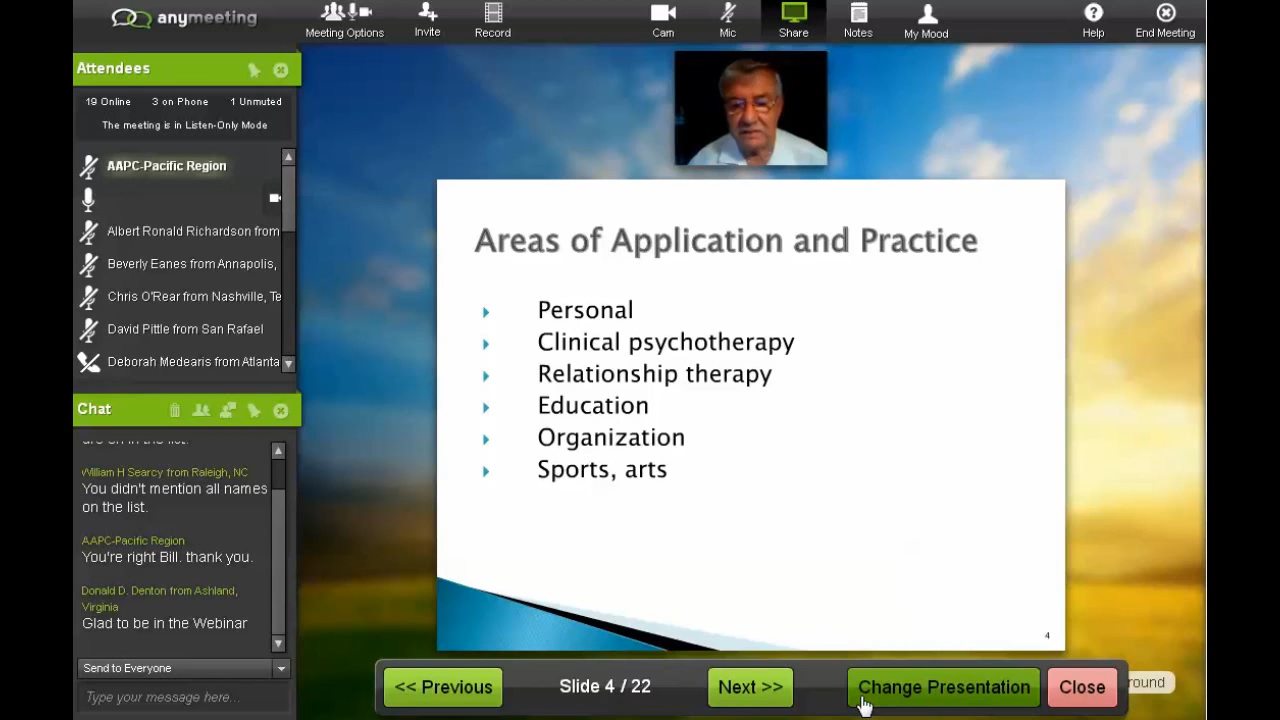 anymeeting
Meeting Options
Invite
Record
Cam
Mic
Share
Notes
My Mood
Help
End Meeting
Attendees
19 Online 3 on Phone 1 Unmuted
The meeting is in Listen-Only Mode
AAPC-Pacific Region
Albert Ronald Richardson from
Beverly Eanes from Annapolis,
Chris O'Rear from Nashville, Te
David Pittle from San Rafael
Deborah Medearis from Atlanta
Chat
William H Searcy from Raleigh, NC
You didn't mention all names
on the list.
AAPC-Pacific Region
You're right Bill. thank you.
Donald D. Denton from Ashland,
Virginia
Glad to be in the Webinar
Send to Everyone
Type your message here...
Areas of Application and Practice
Personal
Clinical psychotherapy
Relationship therapy
Education
Organization
Sports, arts
4
<< Previous
Slide 4 / 22
Next >>
Change Presentation
Close
round